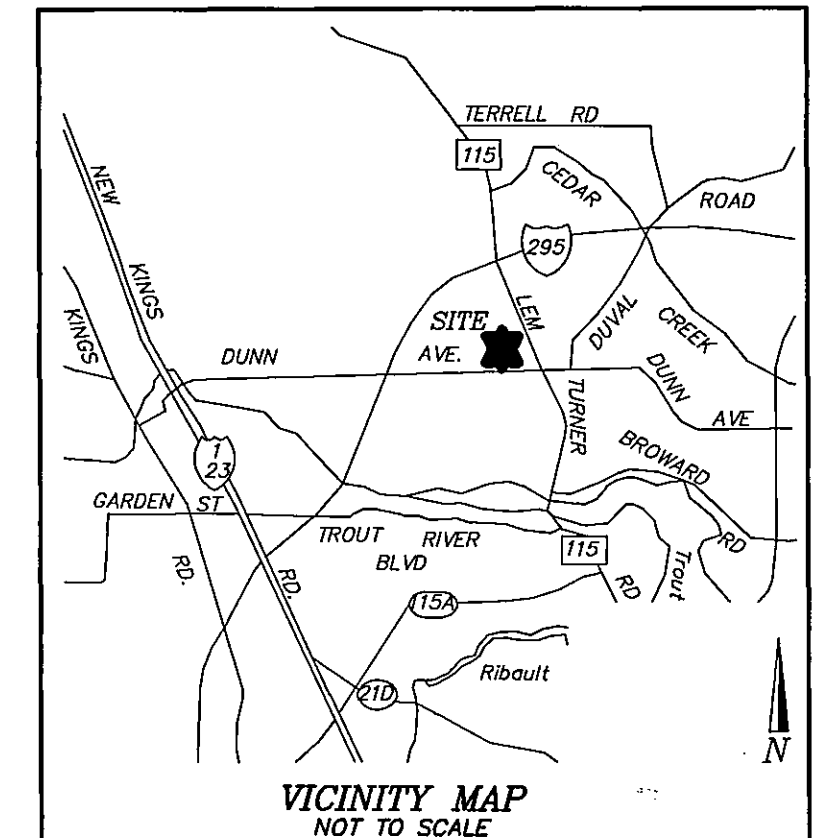 TERRELL RD
115
CEDAR
ROAD
NEW
295
KINGS
LEM
KINGS
SITE
DUVAL
CREEK
DUNN
AVE.
DUNN
TURNER
AVE
BROWARD
1
23
GARDEN ST
TROUT RIVER
BLVD
115
RD
RD.
RD.
Trout
RD
115A
Ribault
21D
N
VICINITY MAP
NOT TO SCALE